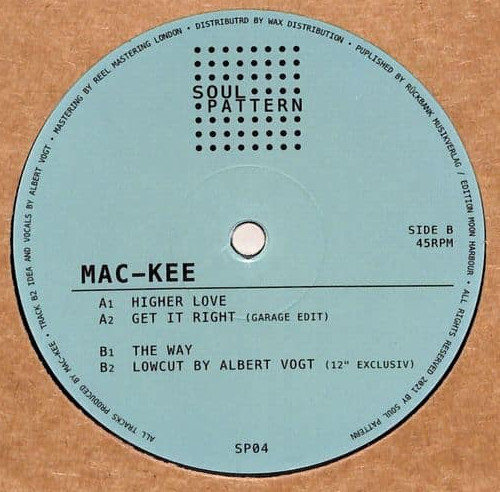 SOUL
PATTERN
SIDE B
45RPM
MAC-KEE
A1 HIGHER LOVE
A2 GET IT RIGHT (GARAGE EDIT)
B1 THE WAY
B2 LOWCUT BY ALBERT VOGT (12" EXCLUSIV)
SP04
ALL TRACKS PRODUCED BY MAC-KEE • TRACK B2 IDEA AND VOCALS BY ALBERT VOGT • MASTERING BY REEL MASTERING LONDON • DISTRIBUTRD BY WAX DISTRIBUTION • PUPLISHED BY RÜCKBANK MUSIKVERLAG / EDITION MOON HARBOUR • ALL RIGHTS RESERVED 2021 BY SOUL PATTERN